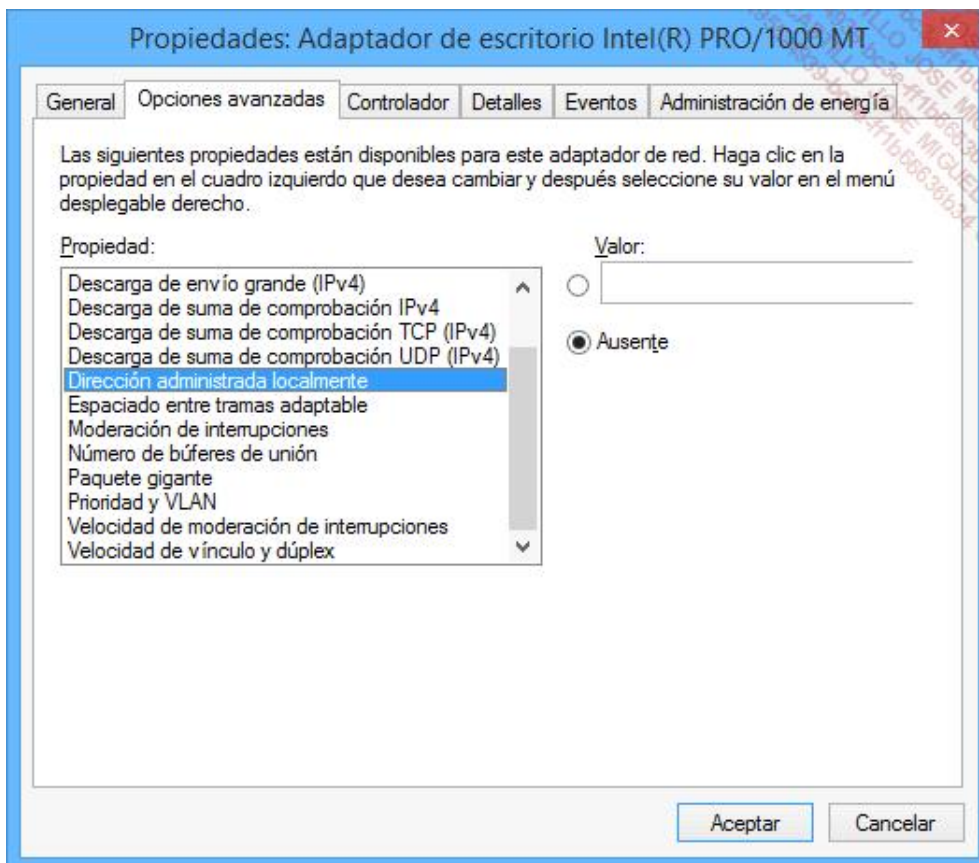 Propiedades: Adaptador de escritorio Intel(R) PRO/1000 MT
General Opciones avanzadas Controlador Detalles Eventos Administración de energía
Las siguientes propiedades están disponibles para este adaptador de red. Haga clic en la
propiedad en el cuadro izquierdo que desea cambiar y después seleccione su valor en el menú
desplegable derecho.
Propiedad:
Valor:
Descarga de envío grande (IPv4)
Descarga de suma de comprobación IPv4
Descarga de suma de comprobación TCP (IPv4)
Descarga de suma de comprobación UDP (IPv4)
Dirección administrada localmente
Espaciado entre tramas adaptable
Moderación de interrupciones
Número de búferes de unión
Paquete gigante
Prioridad y VLAN
Velocidad de moderación de interrupciones
Velocidad de vínculo y dúplex
Ausente
Aceptar Cancelar